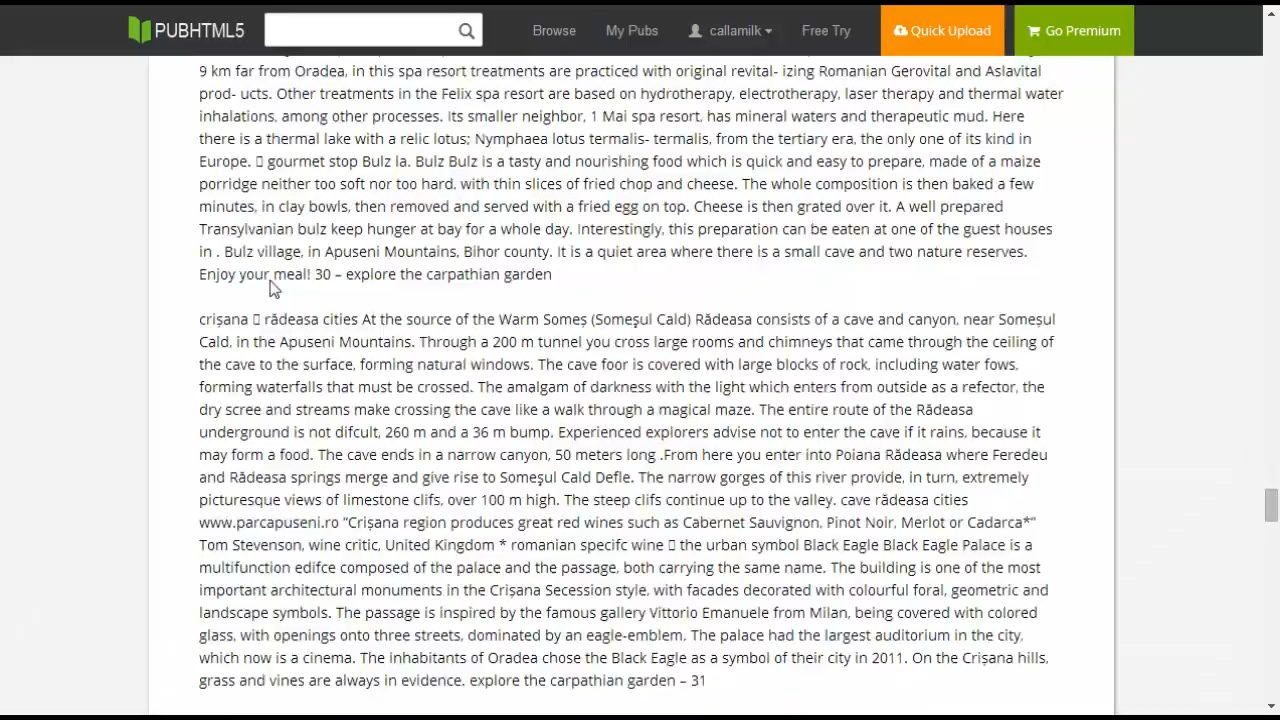 PUBHTML5
Browse
My Pubs
callamilk
Free Try
Quick Upload
Go Premium
9 km far from Oradea, in this spa resort treatments are practiced with original revital- izing Romanian Gerovital and Aslavital
prod- ucts. Other treatments in the Felix spa resort are based on hydrotherapy, electrotherapy, laser therapy and thermal water
inhalations, among other processes. Its smaller neighbor, 1 Mai spa resort, has mineral waters and therapeutic mud. Here
there is a thermal lake with a relic lotus; Nymphaea lotus termalis- termalis, from the tertiary era, the only one of its kind in
Europe. gourmet stop Bulz la. Bulz Bulz is a tasty and nourishing food which is quick and easy to prepare, made of a maize
porridge neither too soft nor too hard, with thin slices of fried chop and cheese. The whole composition is then baked a few
minutes, in clay bowls, then removed and served with a fried egg on top. Cheese is then grated over it. A well prepared
Transylvanian bulz keep hunger at bay for a whole day. Interestingly, this preparation can be eaten at one of the guest houses
in . Bulz village, in Apuseni Mountains, BIhor county. It is a quiet area where there is a small cave and two nature reserves.
Enjoy your meal! 30 – explore the carpathian garden
crișana rădeasa cities At the source of the Warm Someș (Someşul Cald) Rădeasa consists of a cave and canyon, near Someșul
Cald, in the Apuseni Mountains. Through a 200 m tunnel you cross large rooms and chimneys that came through the ceiling of
the cave to the surface, forming natural windows. The cave foor is covered with large blocks of rock, including water fows,
forming waterfalls that must be crossed. The amalgam of darkness with the light which enters from outside as a refector, the
dry scree and streams make crossing the cave like a walk through a magical maze. The entire route of the Rădeasa
underground is not difcult, 260 m and a 36 m bump. Experienced explorers advise not to enter the cave if it rains, because it
may form a food. The cave ends in a narrow canyon, 50 meters long .From here you enter into Poiana Rădeasa where Feredeu
and Rădeasa springs merge and give rise to Someşul Cald Defle. The narrow gorges of this river provide, in turn, extremely
picturesque views of limestone clifs, over 100 m high. The steep clifs continue up to the valley. cave rădeasa cities
www.parcapuseni.ro “Crișana region produces great red wines such as Cabernet Sauvignon, Pinot Noir, Merlot or Cadarca*”
Tom Stevenson, wine critic, United Kingdom * romanian specifc wine the urban symbol Black Eagle Black Eagle Palace is a
multifunction edifce composed of the palace and the passage, both carrying the same name. The building is one of the most
important architectural monuments in the Crișana Secession style, with facades decorated with colourful foral, geometric and
landscape symbols. The passage is inspired by the famous gallery Vittorio Emanuele from Milan, being covered with colored
glass, with openings onto three streets, dominated by an eagle-emblem. The palace had the largest auditorium in the city,
which now is a cinema. The inhabitants of Oradea chose the Black Eagle as a symbol of their city in 2011. On the Crișana hills,
grass and vines are always in evidence. explore the carpathian garden – 31